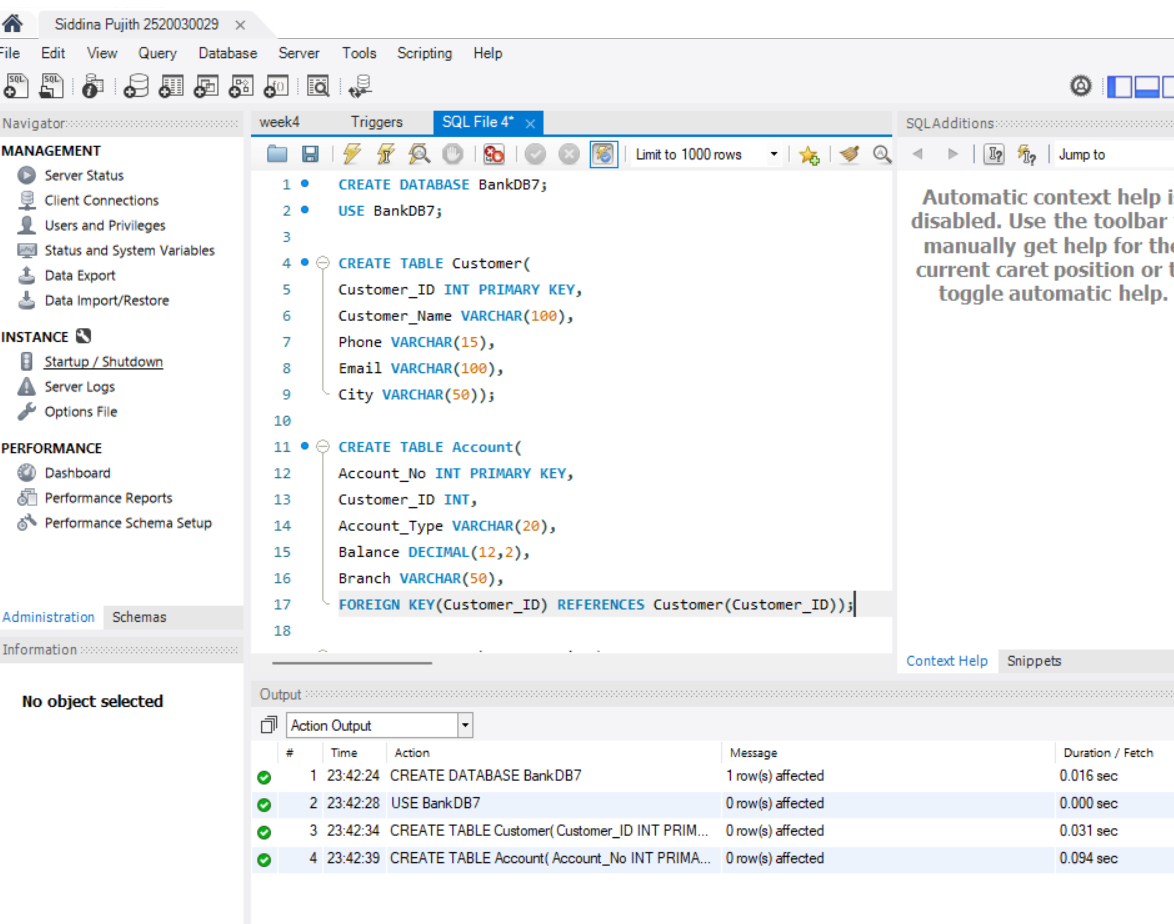 Siddina Pujith 2520030029
File Edit View Query Database Server Tools Scripting Help
Navigator
MANAGEMENT
Server Status
Client Connections
Users and Privileges
Status and System Variables
Data Export
Data Import/Restore
INSTANCE
Startup / Shutdown
Server Logs
Options File
PERFORMANCE
Dashboard
Performance Reports
Performance Schema Setup
Administration Schemas
Information
No object selected
week4 Triggers SQL File 4*
Limit to 1000 rows
1 CREATE DATABASE BankDB7;
2 USE BankDB7;
3
4 CREATE TABLE Customer(
5 Customer_ID INT PRIMARY KEY,
6 Customer_Name VARCHAR(100),
7 Phone VARCHAR(15),
8 Email VARCHAR(100),
9 City VARCHAR(50));
10
11 CREATE TABLE Account(
12 Account_No INT PRIMARY KEY,
13 Customer_ID INT,
14 Account_Type VARCHAR(20),
15 Balance DECIMAL(12,2),
16 Branch VARCHAR(50),
17 FOREIGN KEY(Customer_ID) REFERENCES Customer(Customer_ID));
18
SQLAdditions
Jump to
Automatic context help i
disabled. Use the toolbar
manually get help for the
current caret position or t
toggle automatic help.
Context Help Snippets
Output
Action Output
# Time Action Message Duration / Fetch
1 23:42:24 CREATE DATABASE BankDB7 1 row(s) affected 0.016 sec
2 23:42:28 USE BankDB7 0 row(s) affected 0.000 sec
3 23:42:34 CREATE TABLE Customer( Customer_ID INT PRIM... 0 row(s) affected 0.031 sec
4 23:42:39 CREATE TABLE Account( Account_No INT PRIMA... 0 row(s) affected 0.094 sec